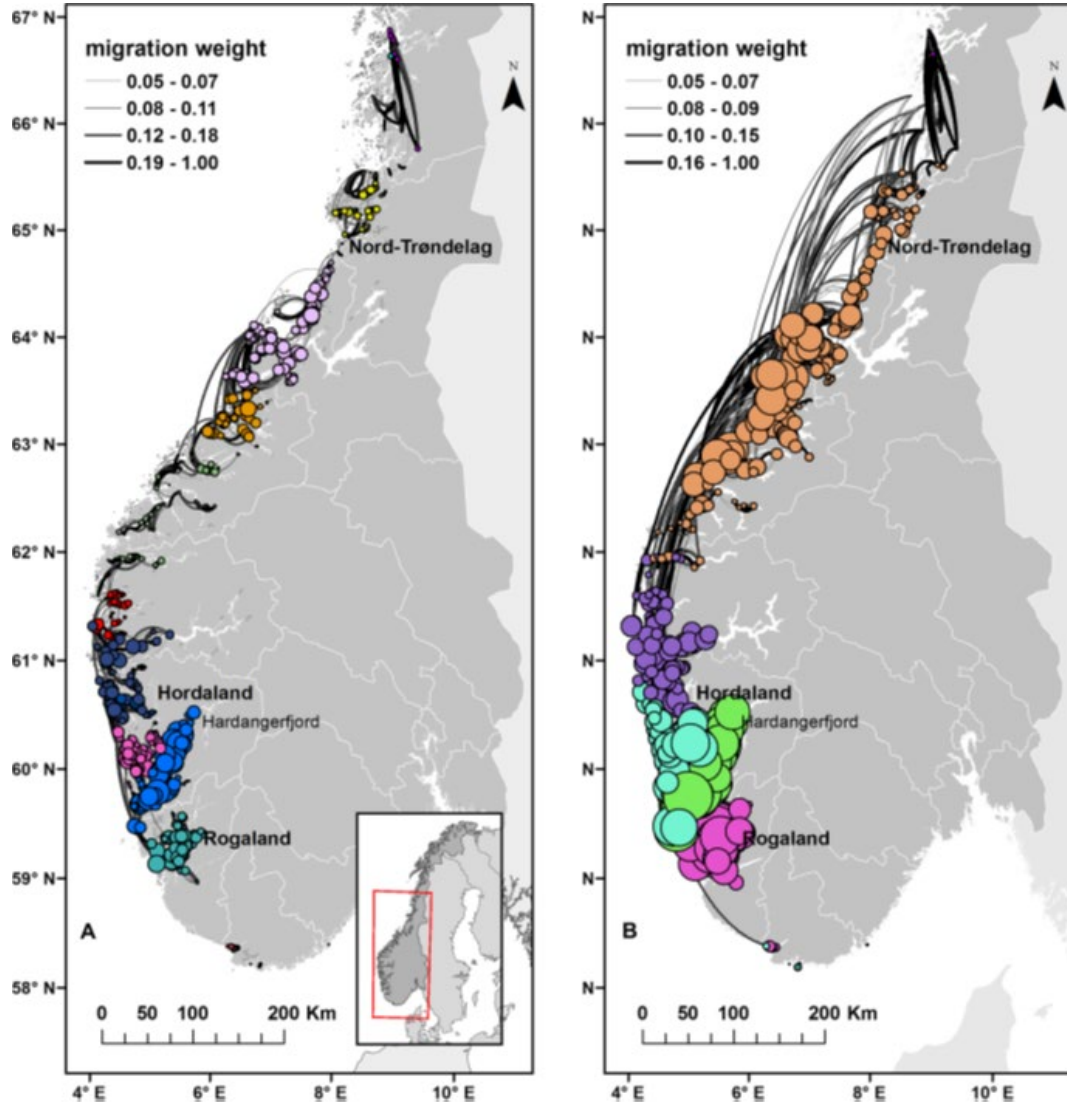 67° N
66° N
65° N
64° N
63° N
62° N
61° N
60° N
59° N
58° N
migration weight
0.05 - 0.07
0.08 - 0.11
0.12 - 0.18
0.19 - 1.00
N
Nord-Trøndelag
Hordaland
Hardangerfjord
Rogaland
A
0 50 100 200 Km
4° E 6° E 8° E 10° E
N
N
N
N
N
N
N
N
N
N
migration weight
0.05 - 0.07
0.08 - 0.09
0.10 - 0.15
0.16 - 1.00
N
Nord-Trøndelag
Hordaland
Hardangerfjord
Rogaland
B
0 50 100 200 Km
4° E 6° E 8° E 10° E